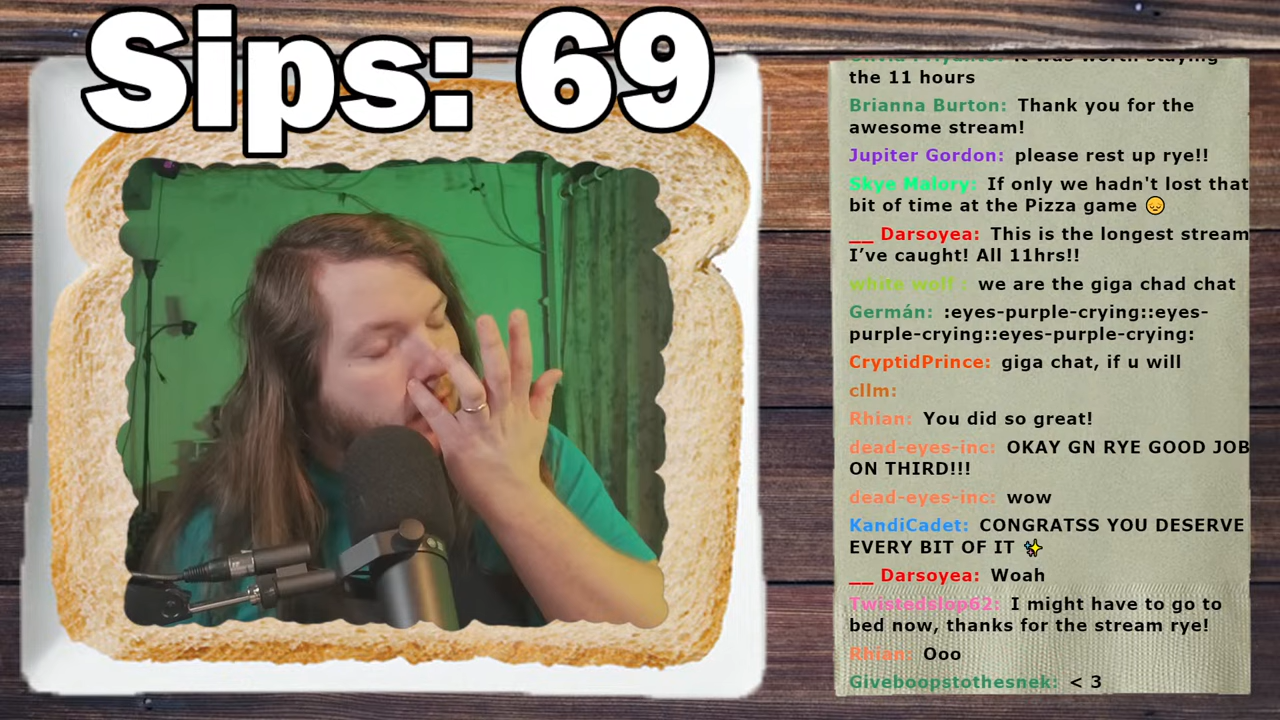 Sips: 69
it was worth staying
the 11 hours
Brianna Burton: Thank you for the
awesome stream!
Jupiter Gordon: please rest up rye!!
Skye Malory: If only we hadn't lost that
bit of time at the Pizza game 😔
__ Darsoyea: This is the longest stream
I’ve caught! All 11hrs!!
white wolf : we are the giga chad chat
Germán: :eyes-purple-crying::eyes-
purple-crying::eyes-purple-crying:
CryptidPrince: giga chat, if u will
cllm:
Rhian: You did so great!
dead-eyes-inc: OKAY GN RYE GOOD JOB
ON THIRD!!!
dead-eyes-inc: wow
KandiCadet: CONGRATSS YOU DESERVE
EVERY BIT OF IT ✨
__ Darsoyea: Woah
Twistedslop62: I might have to go to
bed now, thanks for the stream rye!
Rhian: Ooo
Giveboopstothesnek: < 3